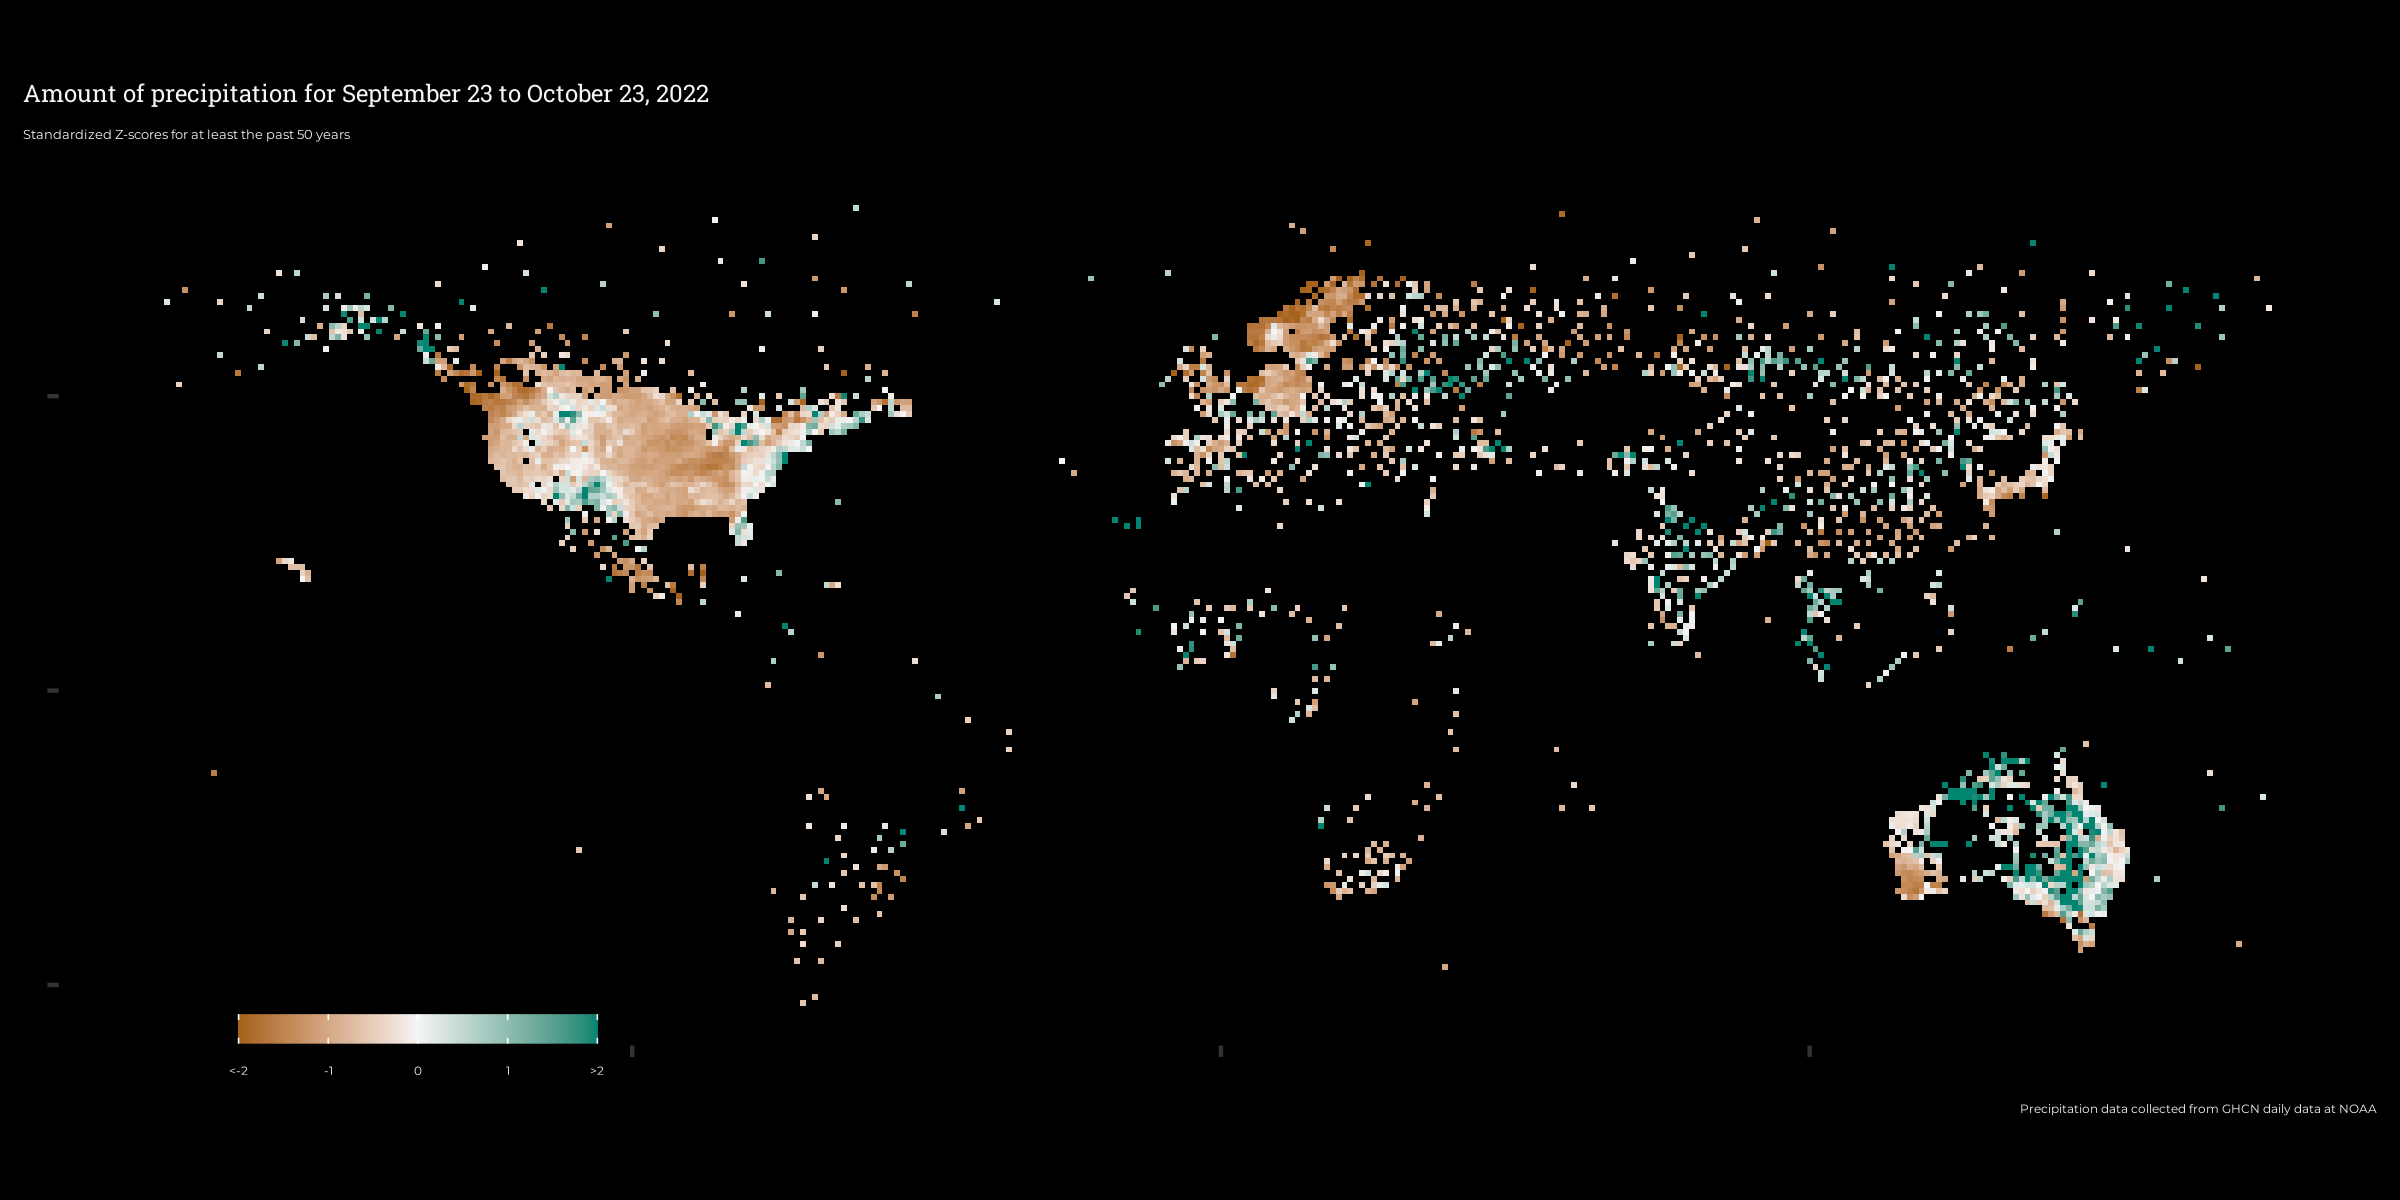 Amount of precipitation for September 23 to October 23, 2022
Standardized Z-scores for at least the past 50 years
<-2 -1 0 1 >2
Precipitation data collected from GHCN daily data at NOAA